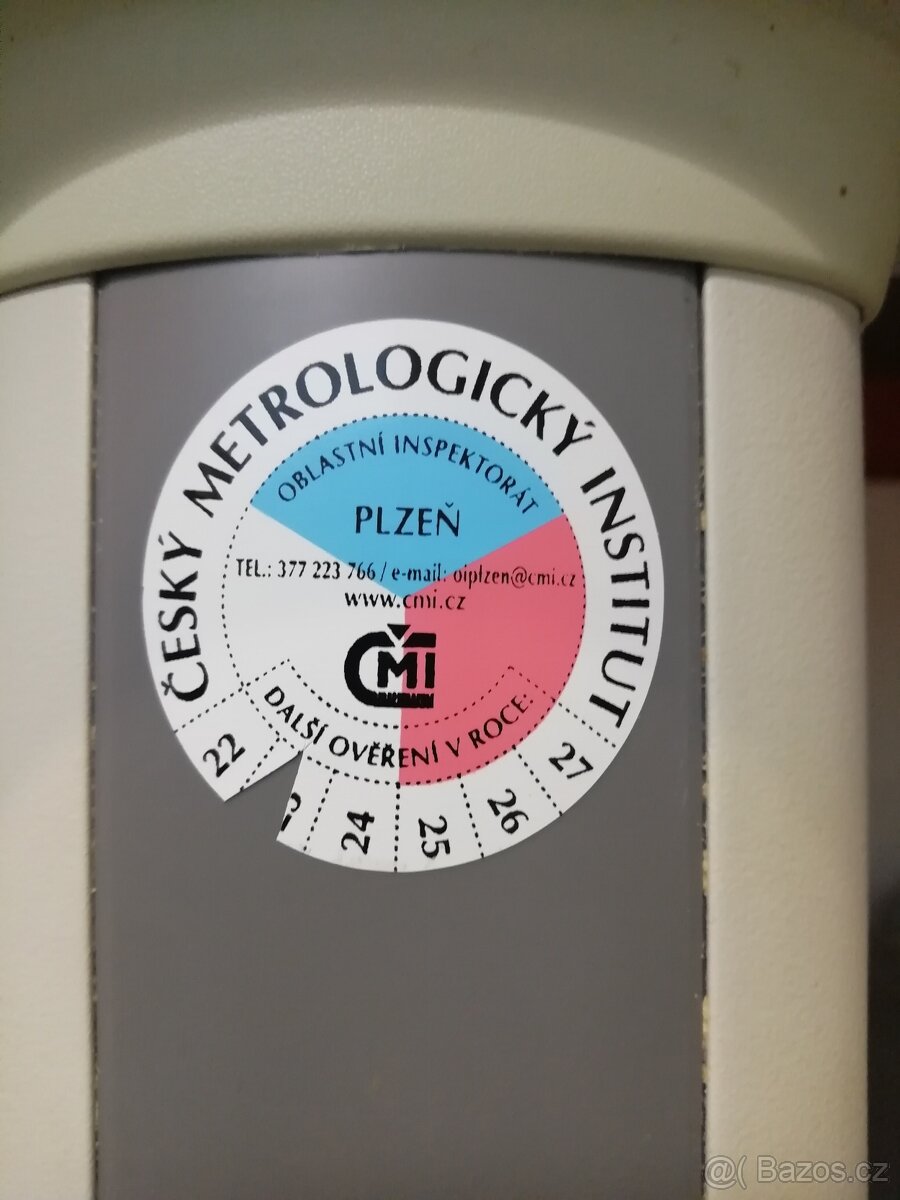 ČESKÝ METROLOGICKÝ INSTITUT
OBLASTNÍ INSPEKTORÁT
PLZEŇ
TEL.: 377 223 766 / e-mail: oiplzen@cmi.cz
www.cmi.cz
ČMI
DALŠÍ OVĚŘENÍ V ROCE:
22
24
25
26
27
@( Bazos.cz